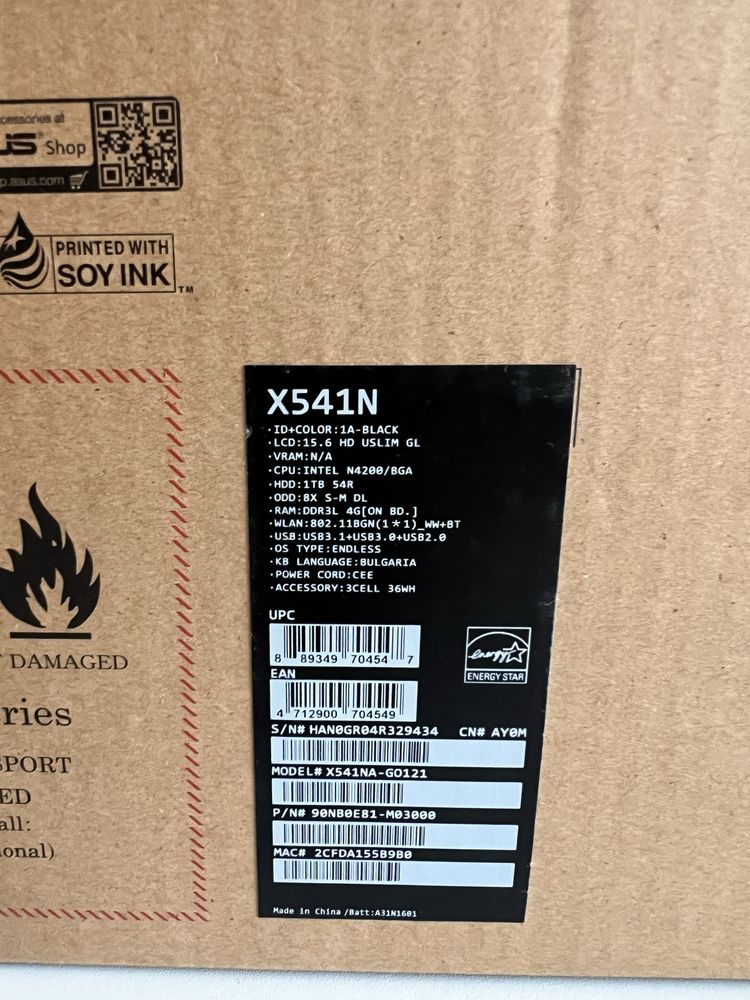 cessories at
US Shop
p.asus.com
PRINTED WITH
SOY INK
TM
DAMAGED
ries
SPORT
ED
all:
onal)
X541N
·ID+COLOR:1A-BLACK
·LCD:15.6 HD USLIM GL
·VRAM:N/A
·CPU:INTEL N4200/BGA
·HDD:1TB 54R
·ODD:8X S-M DL
·RAM:DDR3L 4G[ON BD.]
·WLAN:802.11BGN(1*1)_WW+BT
·USB:USB3.1+USB3.0+USB2.0
·OS TYPE:ENDLESS
·KB LANGUAGE:BULGARIA
·POWER CORD:CEE
·ACCESSORY:3CELL 36WH
UPC
8 89349 70454 7
EAN
4 712900 704549
energy
ENERGY STAR
S/N# HAN0GR04R329434 CN# AY0M
MODEL# X541NA-GO121
P/N# 90NB0E81-M03000
MAC# 2CFDA155B9B0
Made in China /Batt:A31N1601